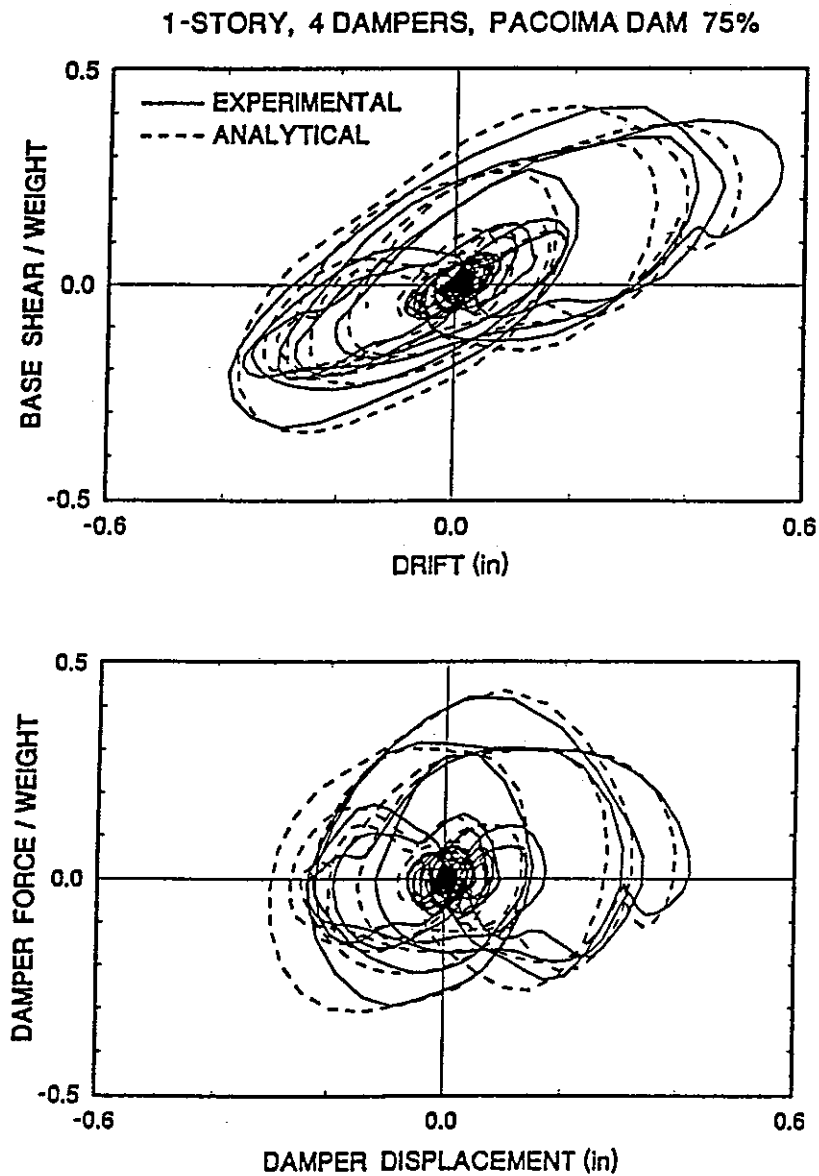 1-STORY, 4 DAMPERS, PACOIMA DAM 75%
0.5
EXPERIMENTAL
ANALYTICAL
BASE SHEAR / WEIGHT
0.0
-0.5
-0.6
0.0
0.6
DRIFT (in)
0.5
DAMPER FORCE / WEIGHT
0.0
-0.5
-0.6
0.0
0.6
DAMPER DISPLACEMENT (in)